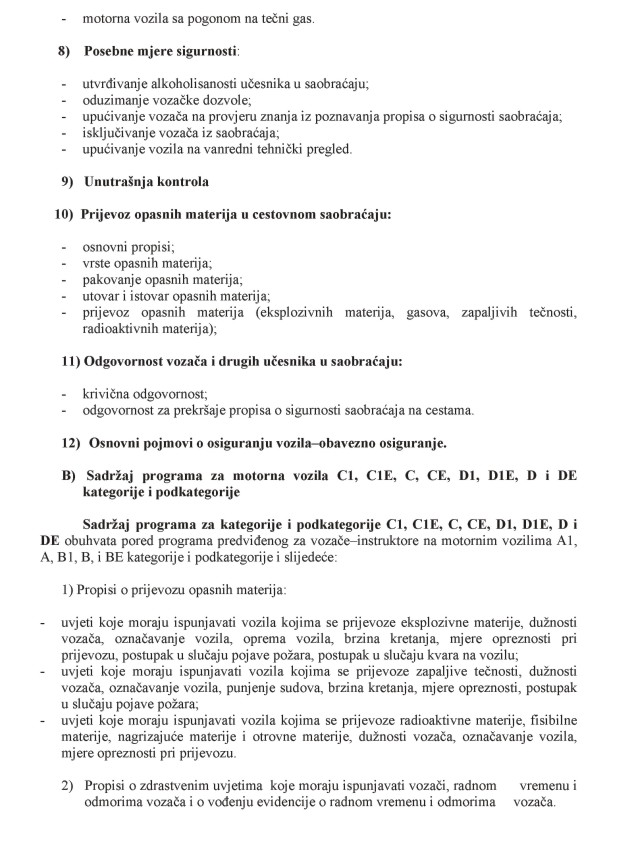 - motorna vozila sa pogonom na tečni gas.
8) Posebne mjere sigurnosti:
- utvrđivanje alkoholisanosti učesnika u saobraćaju;
- oduzimanje vozačke dozvole;
- upućivanje vozača na provjeru znanja iz poznavanja propisa o sigurnosti saobraćaja;
- isključivanje vozača iz saobraćaja;
- upućivanje vozila na vanredni tehnički pregled.
9) Unutrašnja kontrola
10) Prijevoz opasnih materija u cestovnom saobraćaju:
- osnovni propisi;
- vrste opasnih materija;
- pakovanje opasnih materija;
- utovar i istovar opasnih materija;
- prijevoz opasnih materija (eksplozivnih materija, gasova, zapaljivih tečnosti,
radioaktivnih materija);
11) Odgovornost vozača i drugih učesnika u saobraćaju:
- krivična odgovornost;
- odgovornost za prekršaje propisa o sigurnosti saobraćaja na cestama.
12) Osnovni pojmovi o osiguranju vozila–obavezno osiguranje.
B) Sadržaj programa za motorna vozila C1, C1E, C, CE, D1, D1E, D i DE
kategorije i podkategorije
Sadržaj programa za kategorije i podkategorije C1, C1E, C, CE, D1, D1E, D i
DE obuhvata pored programa predviđenog za vozače–instruktore na motornim vozilima A1,
A, B1, B, i BE kategorije i podkategorije i slijedeće:
1) Propisi o prijevozu opasnih materija:
- uvjeti koje moraju ispunjavati vozila kojima se prijevoze eksplozivne materije, dužnosti
vozača, označavanje vozila, oprema vozila, brzina kretanja, mjere opreznosti pri
prijevozu, postupak u slučaju pojave požara, postupak u slučaju kvara na vozilu;
- uvjeti koje moraju ispunjavati vozila kojima se prijevoze zapaljive tečnosti, dužnosti
vozača, označavanje vozila, punjenje sudova, brzina kretanja, mjere opreznosti, postupak
u slučaju pojave požara;
- uvjeti koje moraju ispunjavati vozila kojima se prijevoze radioaktivne materije, fisibilne
materije, nagrizajuće materije i otrovne materije, dužnosti vozača, označavanje vozila,
mjere opreznosti pri prijevozu.
2) Propisi o zdrastvenim uvjetima koje moraju ispunjavati vozači, radnom vremenu i
odmorima vozača i o vođenju evidencije o radnom vremenu i odmorima vozača.